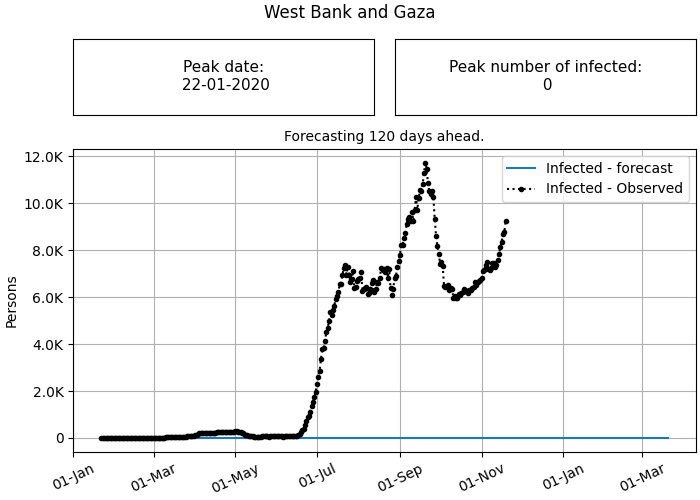 West Bank and Gaza
Peak date:
22-01-2020
Peak number of infected:
0
Forecasting 120 days ahead.
Infected - forecast
Infected - Observed
Persons
12.0K
10.0K
8.0K
6.0K
4.0K
2.0K
0
01-Jan
01-Mar
01-May
01-Jul
01-Sep
01-Nov
01-Jan
01-Mar